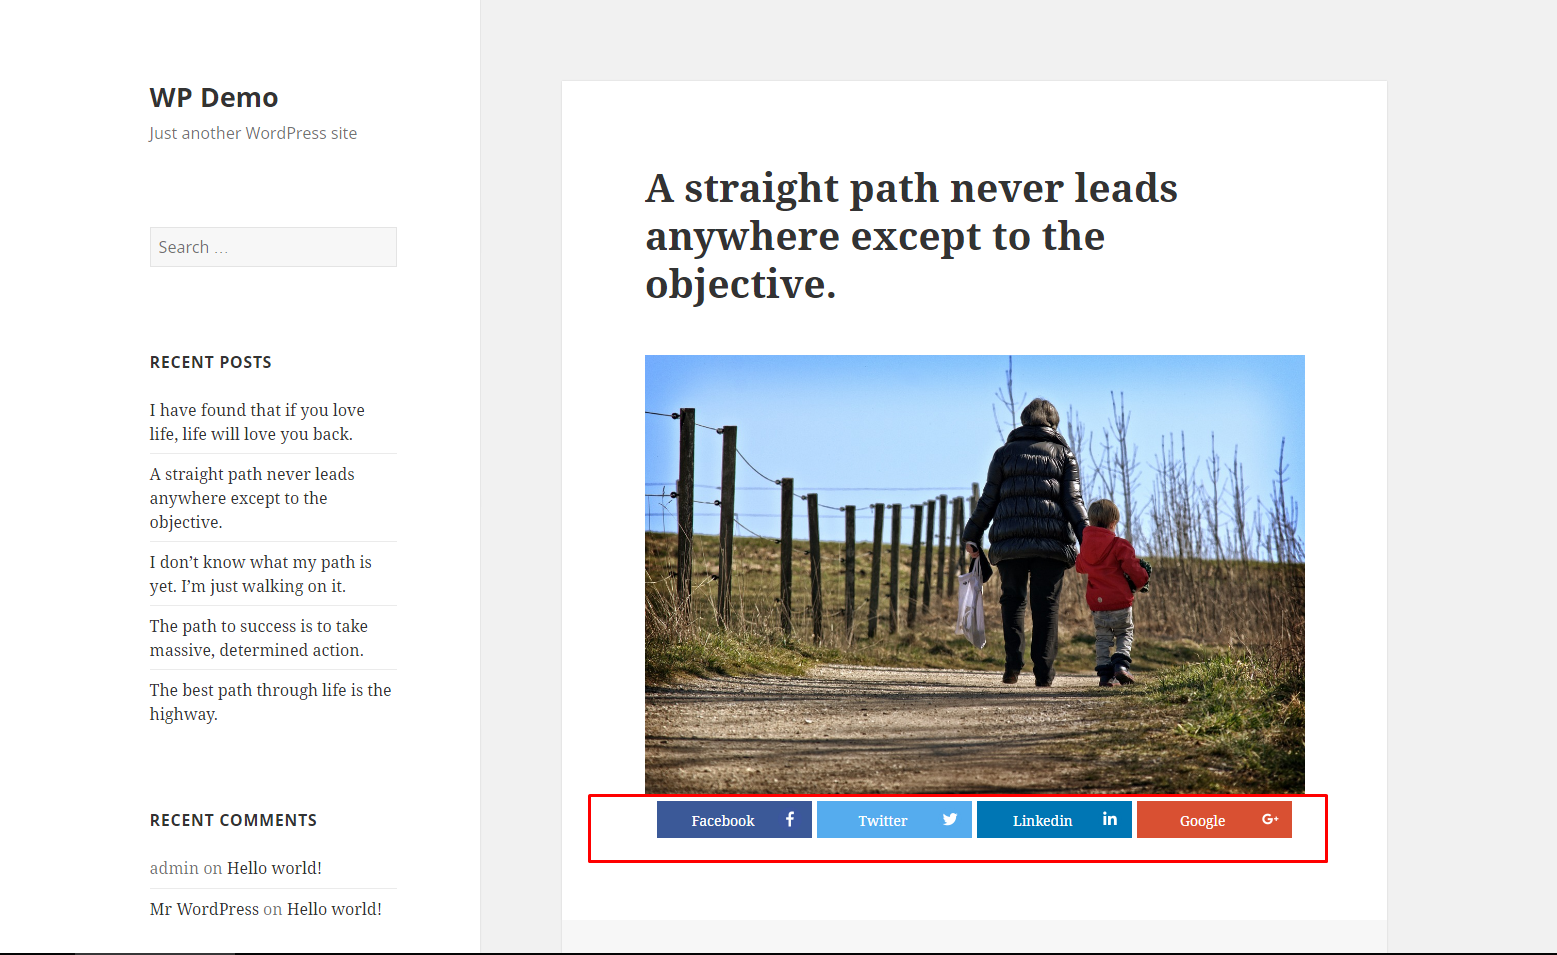 WP Demo
Just another WordPress site
Search …
RECENT POSTS
I have found that if you love
life, life will love you back.
A straight path never leads
anywhere except to the
objective.
I don’t know what my path is
yet. I’m just walking on it.
The path to success is to take
massive, determined action.
The best path through life is the
highway.
RECENT COMMENTS
admin on Hello world!
Mr WordPress on Hello world!
A straight path never leads
anywhere except to the
objective.
Facebook f
Twitter
Linkedin in
Google G+